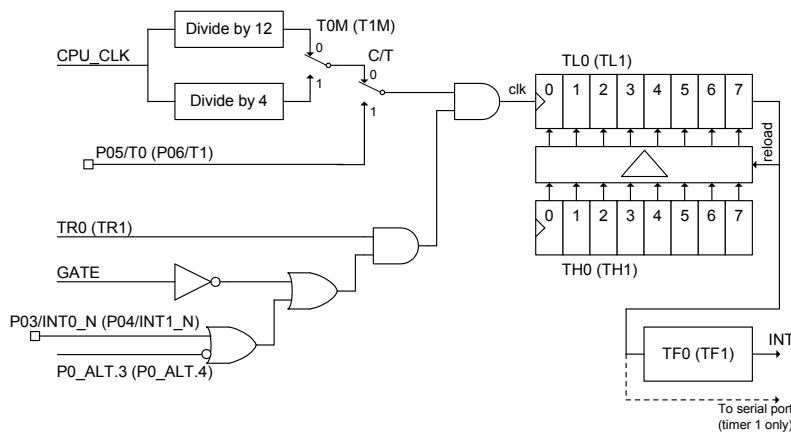 Divide by 12
T0M (T1M)
CPU_CLK
0
C/T
1
0
Divide by 4
1
clk
TL0 (TL1)
0 1 2 3 4 5 6 7
P05/T0 (P06/T1)
reload
0 1 2 3 4 5 6 7
TH0 (TH1)
TR0 (TR1)
GATE
P03/INT0_N (P04/INT1_N)
P0_ALT.3 (P0_ALT.4)
TF0 (TF1)
INT
To serial port
(timer 1 only)